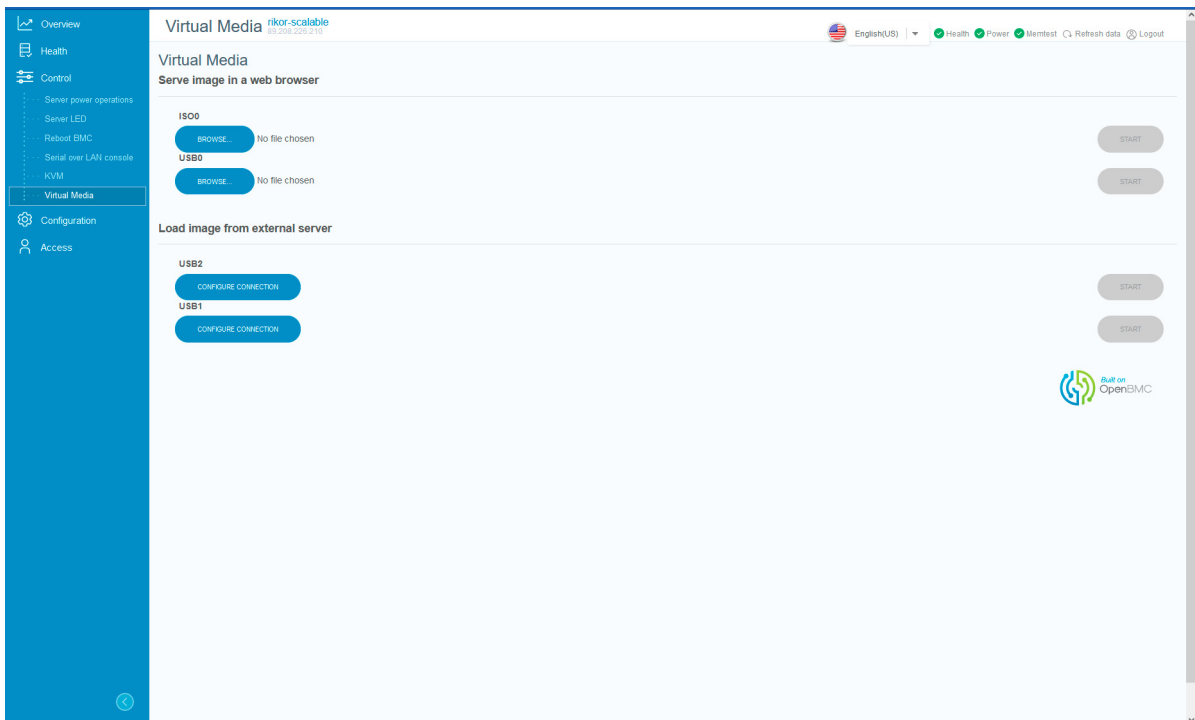 Overview
Health
Control
Server power operations
Server LED
Reboot BMC
Serial over LAN console
KVM
Virtual Media
Configuration
Access
Virtual Media rikor-scalable
89.208.226.210
English(US) Health Power Memtest Refresh data Logout
Virtual Media
Serve image in a web browser
ISO0
BROWSE... No file chosen START
USB0
BROWSE... No file chosen START
Load image from external server
USB2
CONFIGURE CONNECTION START
USB1
CONFIGURE CONNECTION START
Built on
OpenBMC